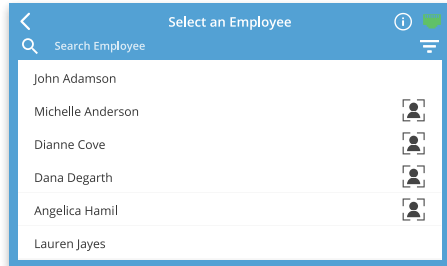 Select an Employee
Search Employee
John Adamson
Michelle Anderson
Dianne Cove
Dana Degarth
Angelica Hamil
Lauren Jayes